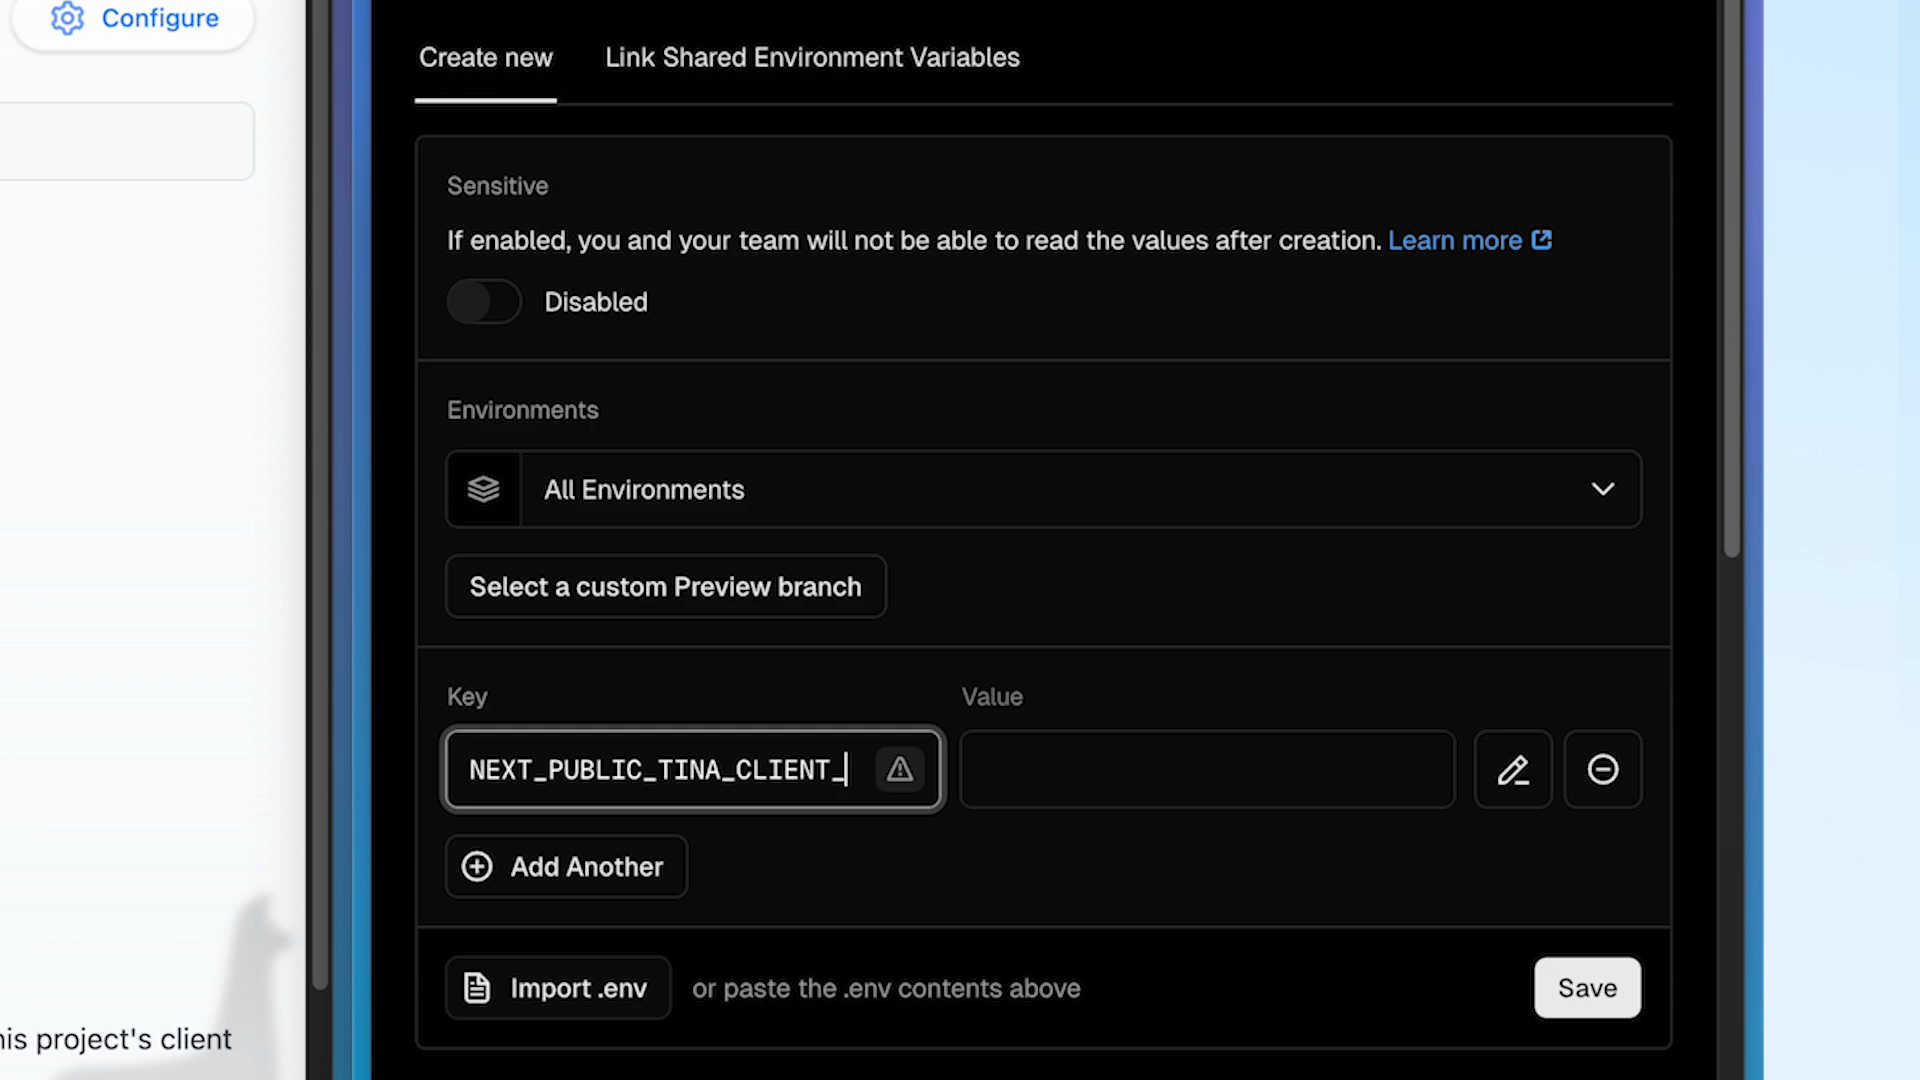 Configure
Create new
Link Shared Environment Variables
Sensitive
If enabled, you and your team will not be able to read the values after creation. Learn more
Disabled
Environments
All Environments
Select a custom Preview branch
Key
Value
NEXT_PUBLIC_TINA_CLIENT_
Add Another
Import .env
or paste the .env contents above
Save
his project's client